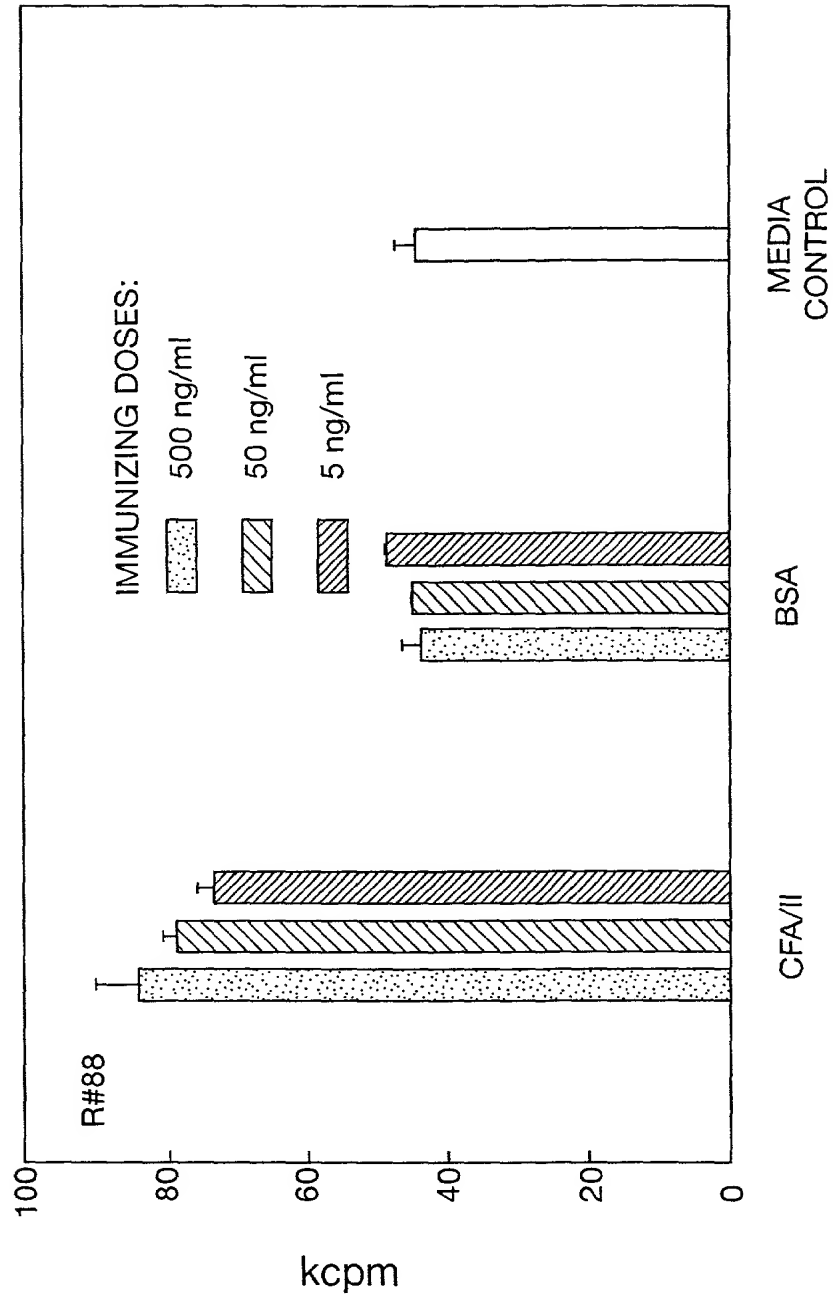 R#88
IMMUNIZING DOSES:
500 ng/ml
50 ng/ml
5 ng/ml
kcpm
100
80
60
40
20
0
CFA/II
BSA
MEDIA
CONTROL